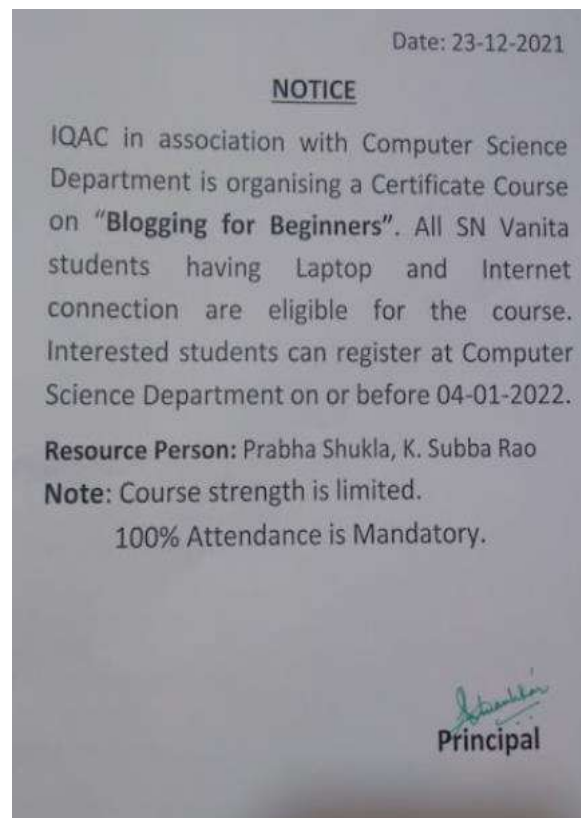 Date: 23-12-2021
NOTICE
IQAC in association with Computer Science
Department is organising a Certificate Course
on “Blogging for Beginners”. All SN Vanita
students having Laptop and Internet
connection are eligible for the course.
Interested students can register at Computer
Science Department on or before 04-01-2022.
Resource Person: Prabha Shukla, K. Subba Rao
Note: Course strength is limited.
100% Attendance is Mandatory.
Principal